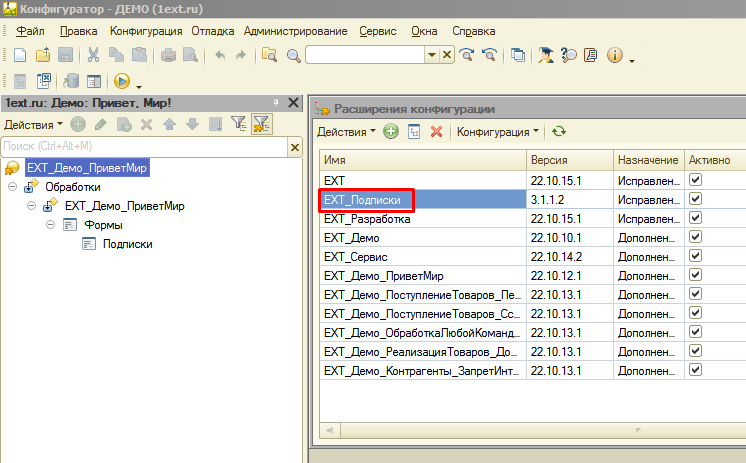 Конфигуратор - ДЕМО (1ext.ru)
Файл Правка Конфигурация Отладка Администрирование Сервис Окна Справка
1ext.ru: Демо: Привет, Мир!
Действия
Поиск (Ctrl+Alt+M)
EXT_Демо_ПриветМир
Обработки
EXT_Демо_ПриветМир
Формы
Подписки
Расширения конфигурации
Действия Конфигурация
Имя Версия Назначение Активно
EXT 22.10.15.1 Исправлен...
EXT_Подписки 3.1.1.2 Исправлен...
EXT_Разработка 22.10.15.1 Исправлен...
EXT_Демо 22.10.10.1 Дополнен...
EXT_Сервис 22.10.14.2 Дополнен...
EXT_Демо_ПриветМир 22.10.12.1 Дополнен...
EXT_Демо_ПоступлениеТоваров_Пе... 22.10.13.1 Дополнен...
EXT_Демо_ПоступлениеТоваров_Сс... 22.10.13.1 Дополнен...
EXT_Демо_ОбработкаЛюбойКоманд... 22.10.13.1 Дополнен...
EXT_Демо_РеализацияТоваров_До... 22.10.13.1 Дополнен...
EXT_Демо_Контрагенты_ЗапретИнт... 22.10.13.1 Дополнен...